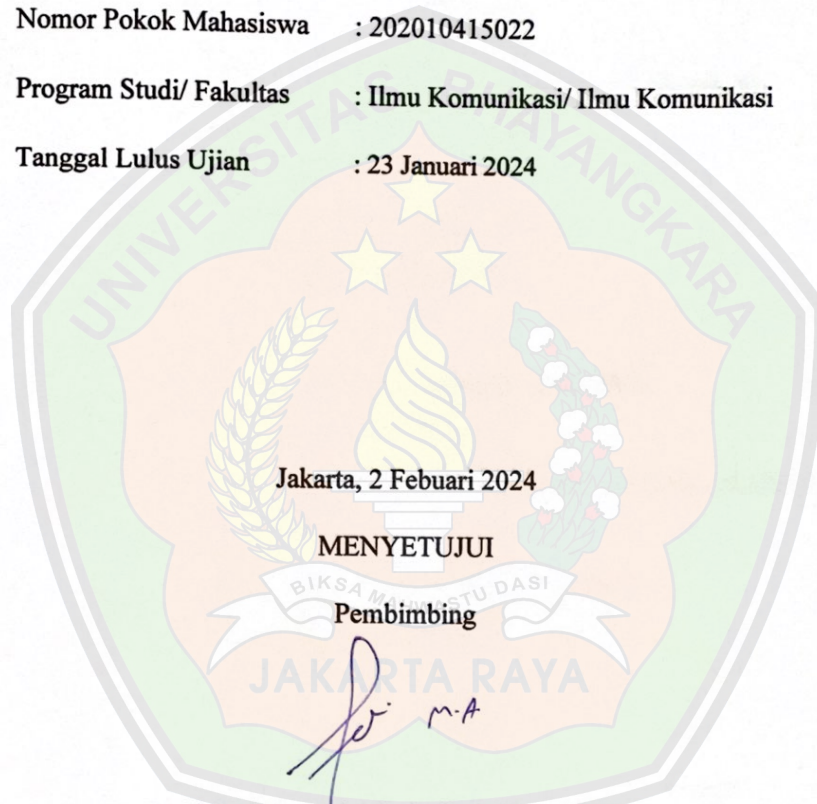 Nomor Pokok Mahasiswa : 202010415022
Program Studi/ Fakultas : Ilmu Komunikasi/ Ilmu Komunikasi
Tanggal Lulus Ujian : 23 Januari 2024
UNIVERSITAS BHAYANGKARA
Jakarta, 2 Febuari 2024
MENYETUJUI
BIKSA MAHWASTU DASI
Pembimbing
JAKARTA RAYA
M.A